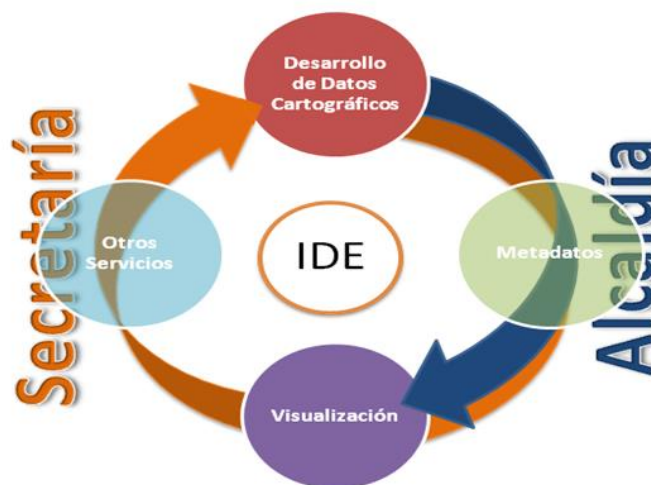 Desarrollo
de Datos
Cartográficos
Secretaría
Otros
Servicios
IDE
Metadatos
Alcaldía
Visualización